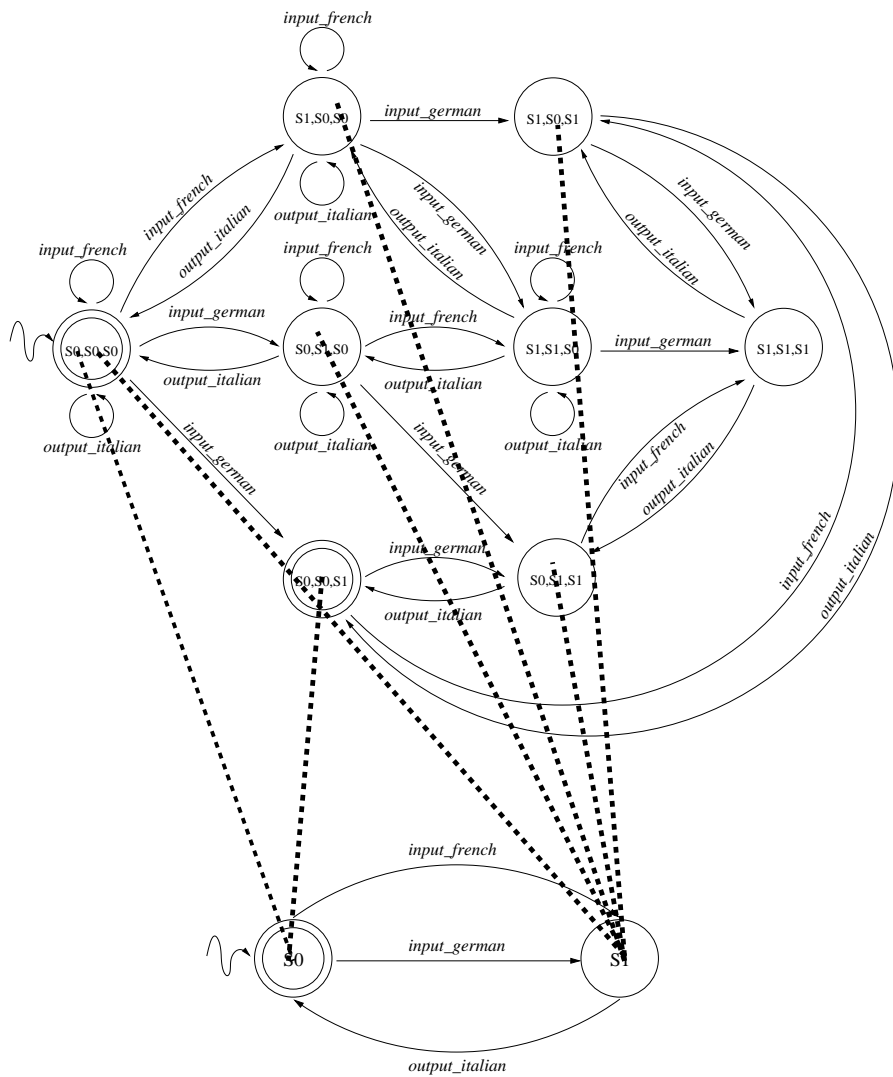 input_french
S1,S0,S0
input_german
S1,S0,S1
input_french
output_italian
output_italian
input_german
output_italian
input_german
output_italian
input_french
input_french
input_french
S0,S0,S0
input_german
output_italian
S0,S1,S0
input_french
output_italian
S1,S1,S0
input_german
S1,S1,S1
output_italian
input_german
output_italian
input_german
output_italian
input_french
output_italian
S0,S0,S1
input_german
output_italian
S0,S1,S1
input_french
output_italian
input_french
S0
input_german
S1
output_italian